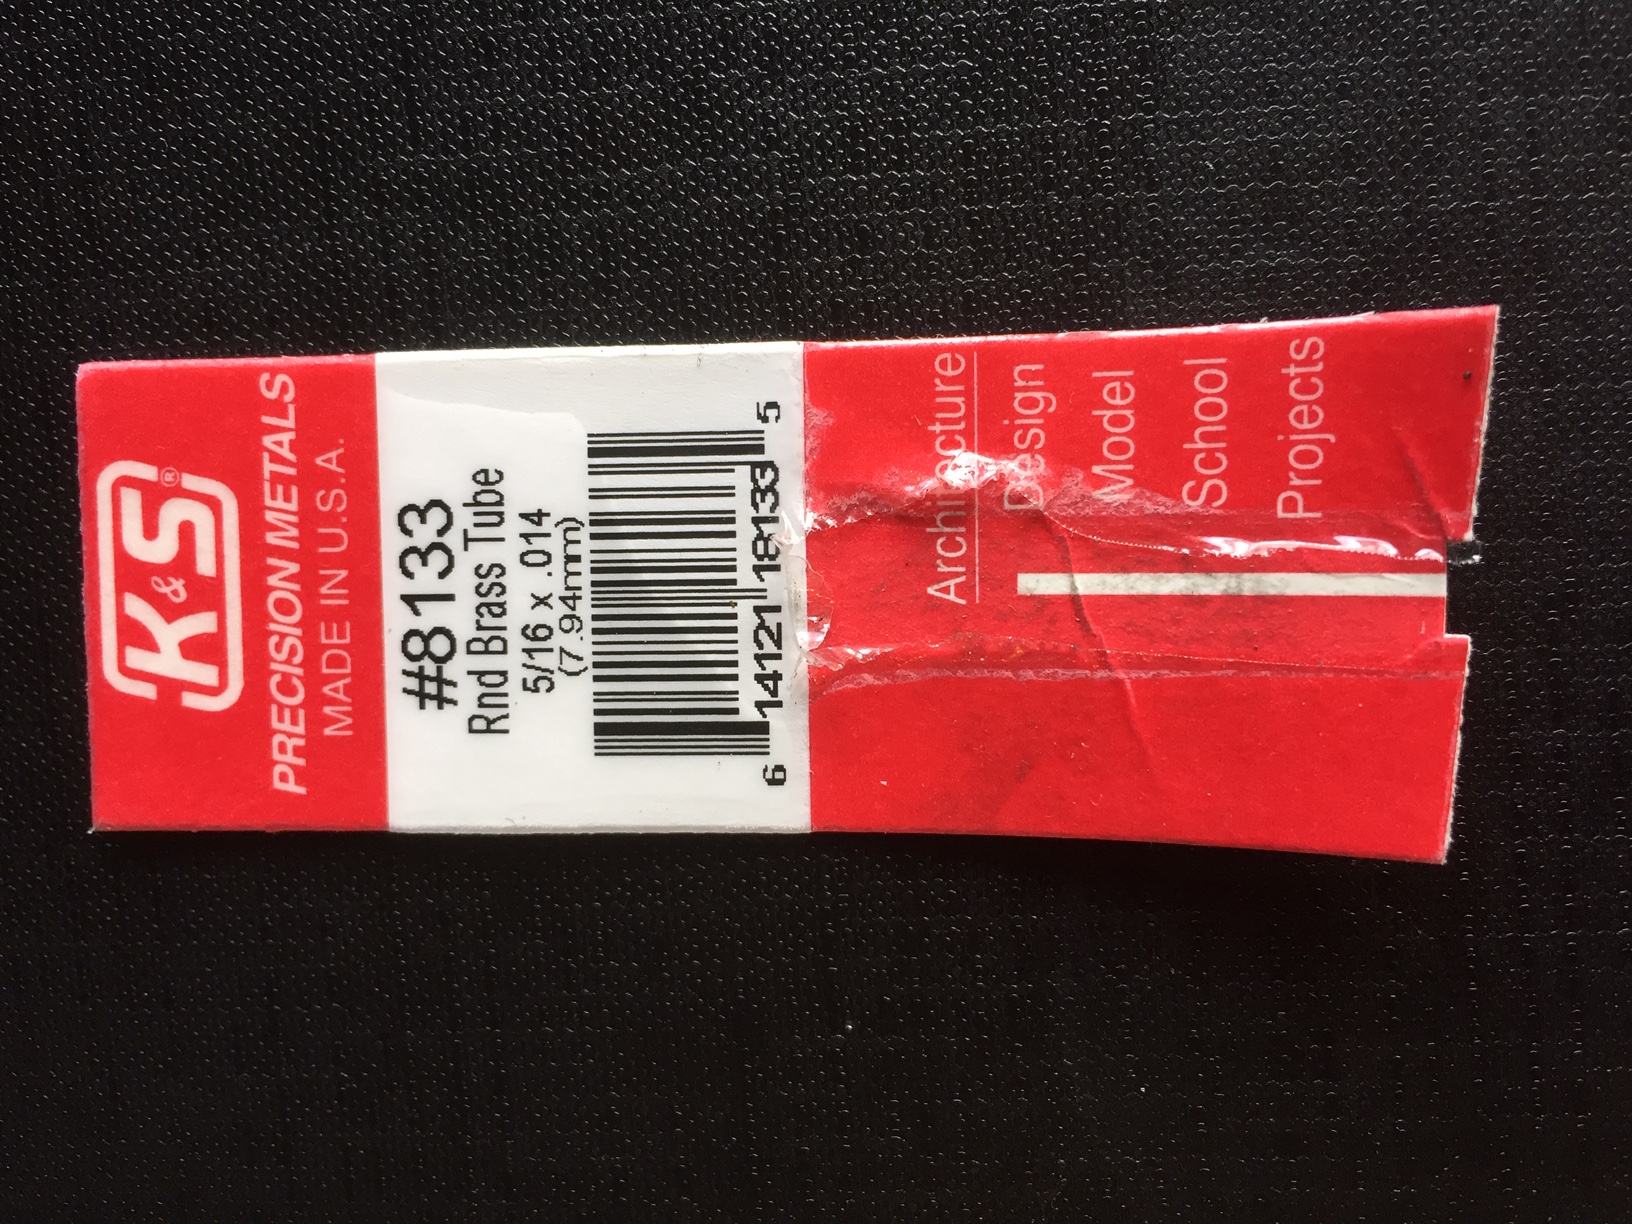 K&S®
PRECISION METALS
MADE IN U.S.A.
#8133
Rnd Brass Tube
5/16 x .014
(7.94mm)
6 14121 18133 5
Architecture
Design
Model
School
Projects